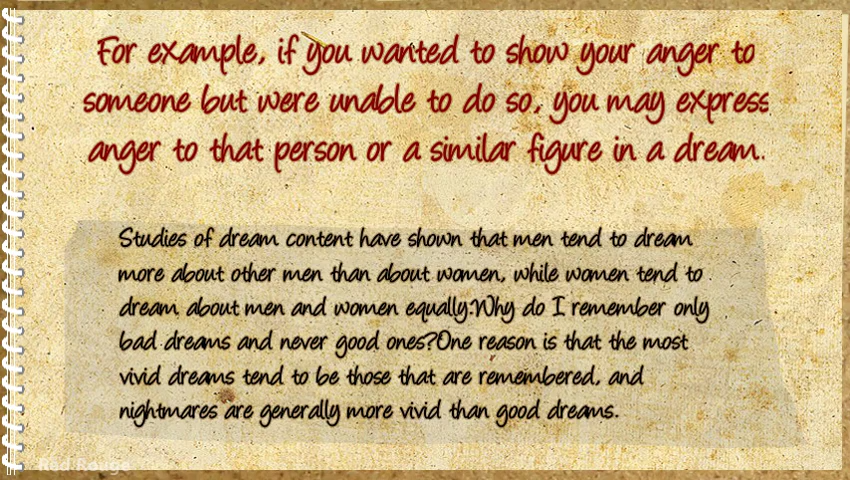 For example, if you wanted to show your anger to
someone but were unable to do so, you may express
anger to that person or a similar figure in a dream.
Studies of dream content have shown that men tend to dream
more about other men than about women, while women tend to
dream about men and women equally.Why do I remember only
bad dreams and never good ones?One reason is that the most
vivid dreams tend to be those that are remembered, and
nightmares are generally more vivid than good dreams.
Red Rouge